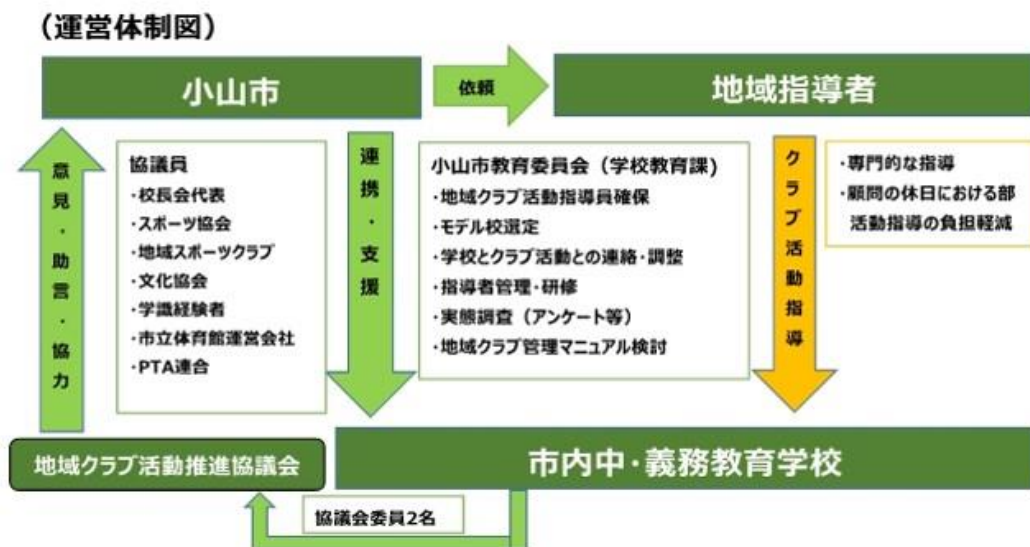 （運営体制図）
小山市
依頼
地域指導者
意見・助言・協力
協議員
・校長会代表
・スポーツ協会
・地域スポーツクラブ
・文化協会
・学識経験者
・市立体育館運営会社
・PTA連合
連携・支援
小山市教育委員会（学校教育課）
・地域クラブ活動指導員確保
・モデル校選定
・学校とクラブ活動との連絡・調整
・指導者管理・研修
・実態調査（アンケート等）
・地域クラブ管理マニュアル検討
クラブ活動指導
・専門的な指導
・顧問の休日における部
活動指導の負担軽減
地域クラブ活動推進協議会
市内中・義務教育学校
協議会委員2名